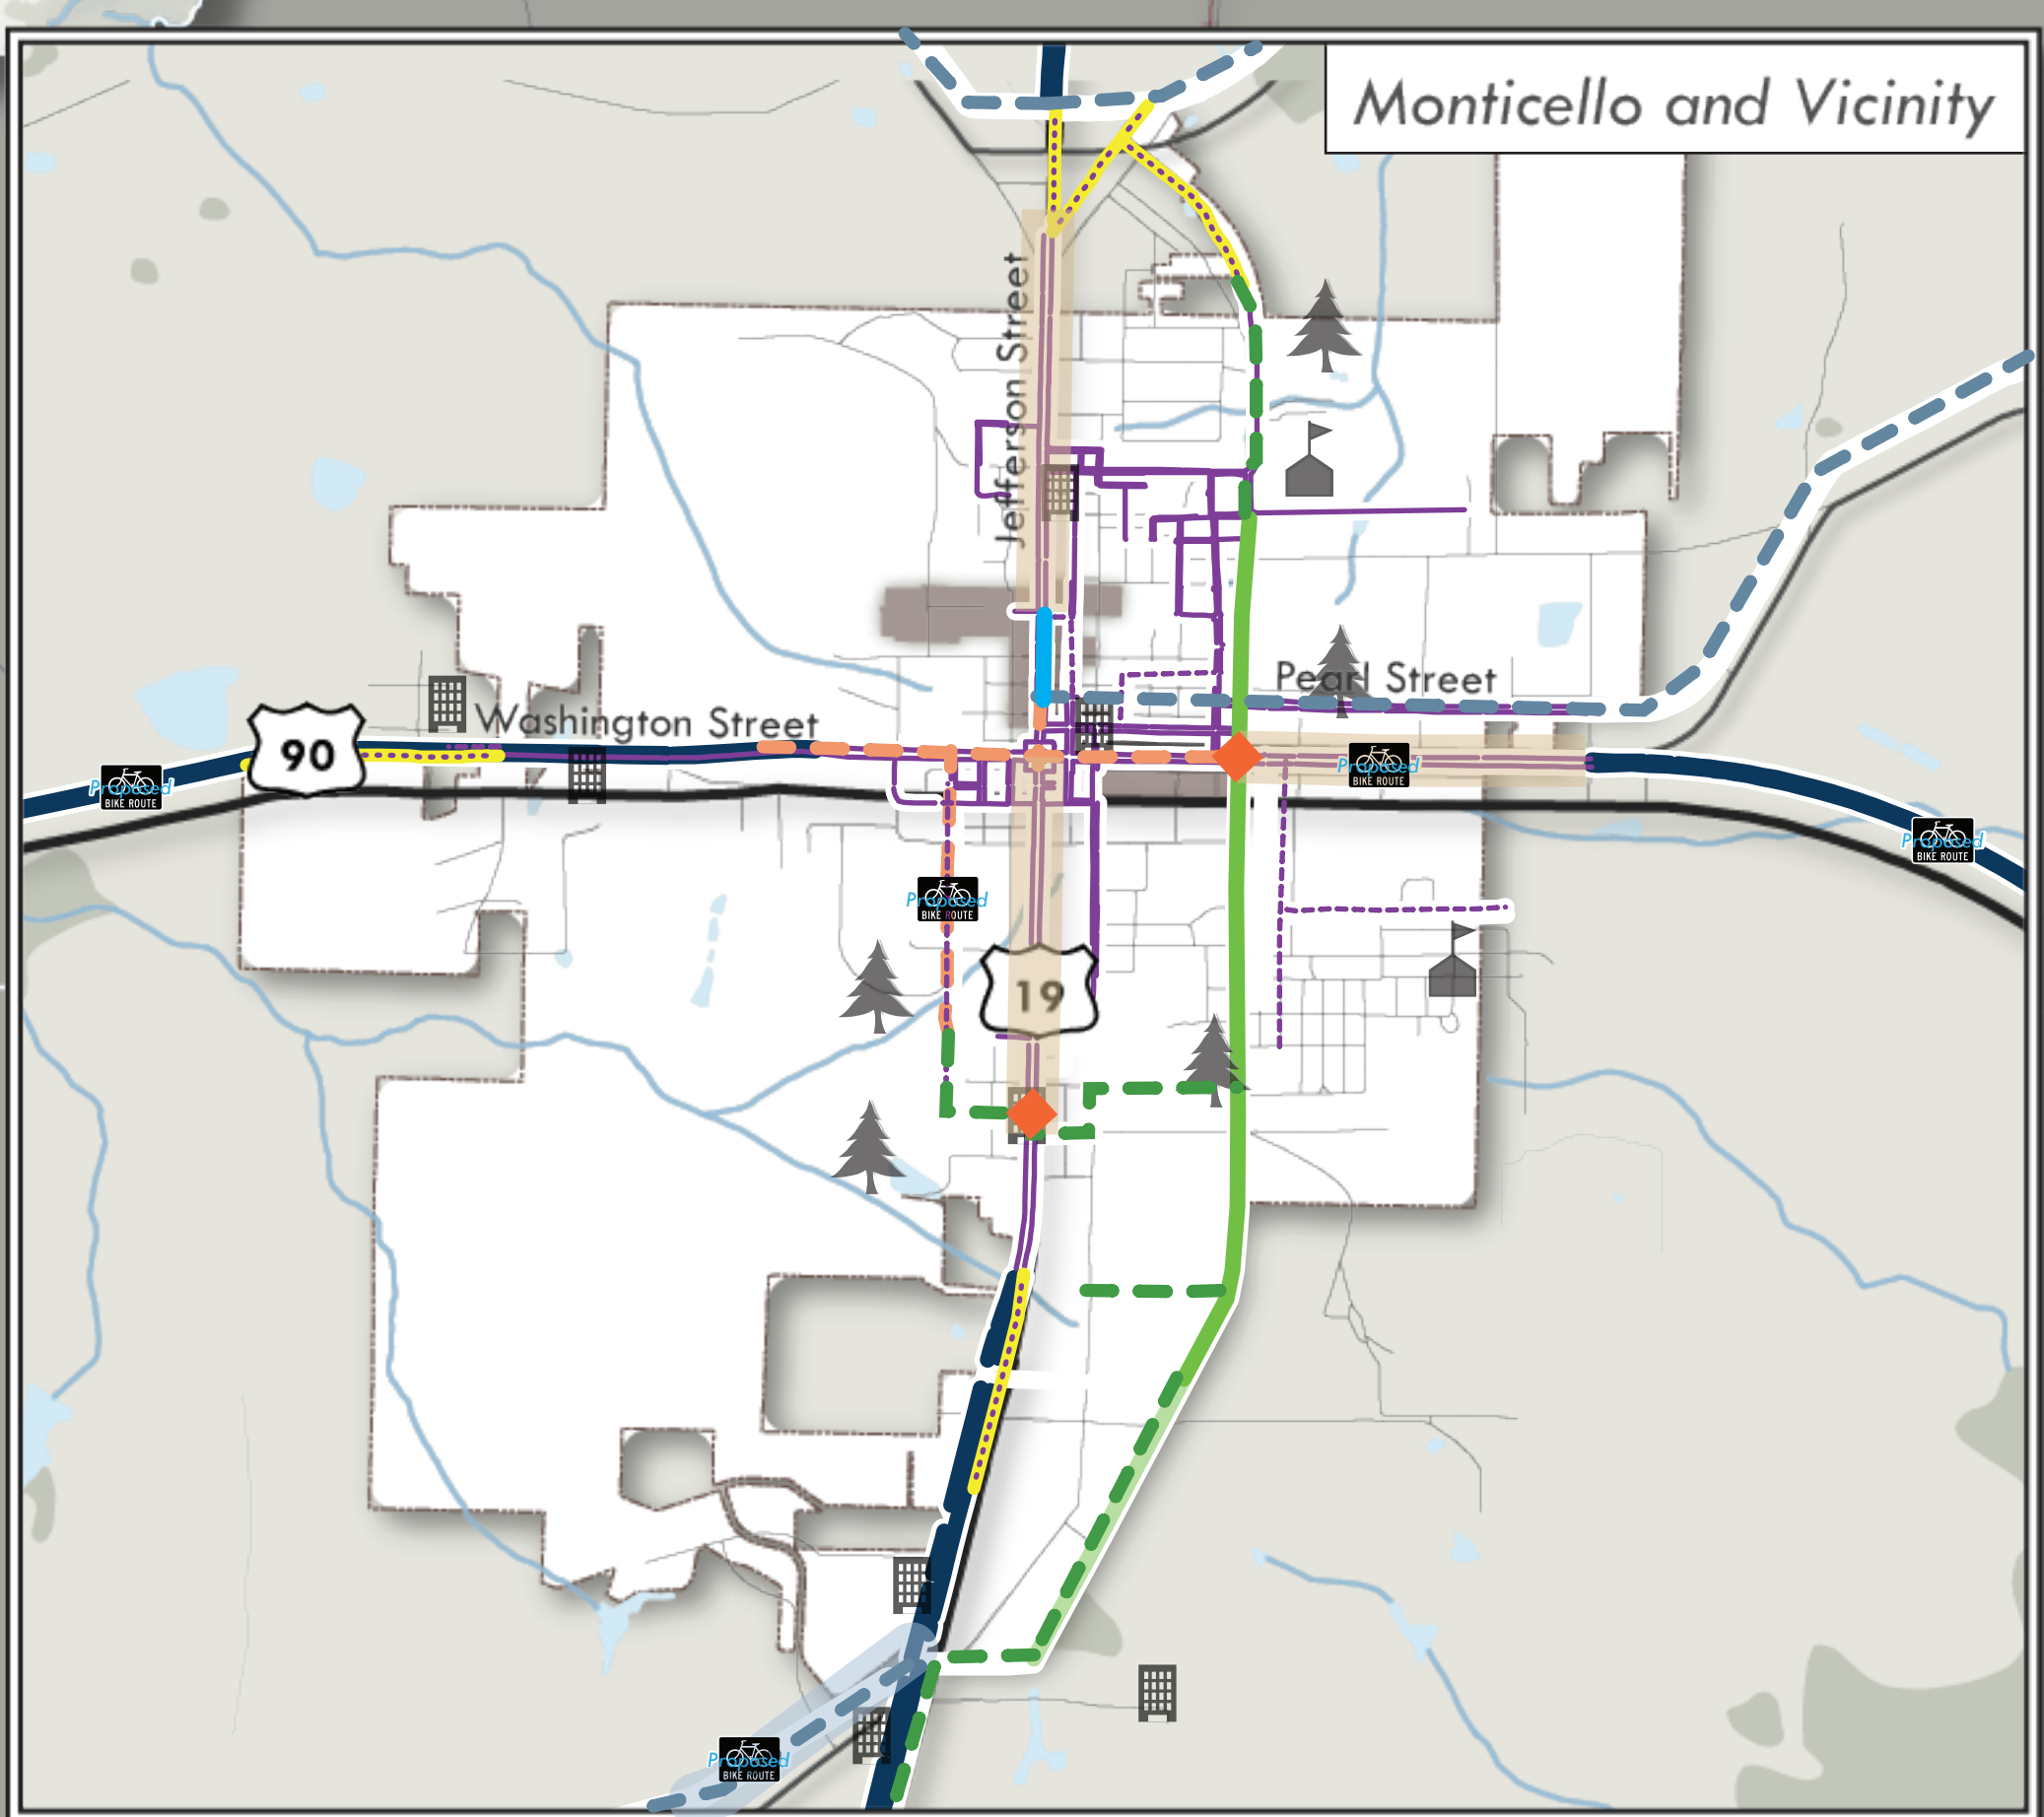 Monticello and Vicinity
Jefferson Street
Pearl Street
Washington Street
90
Proposed
BIKE ROUTE
Proposed
BIKE ROUTE
Proposed
BIKE ROUTE
Proposed
BIKE ROUTE
19
Proposed
BIKE ROUTE